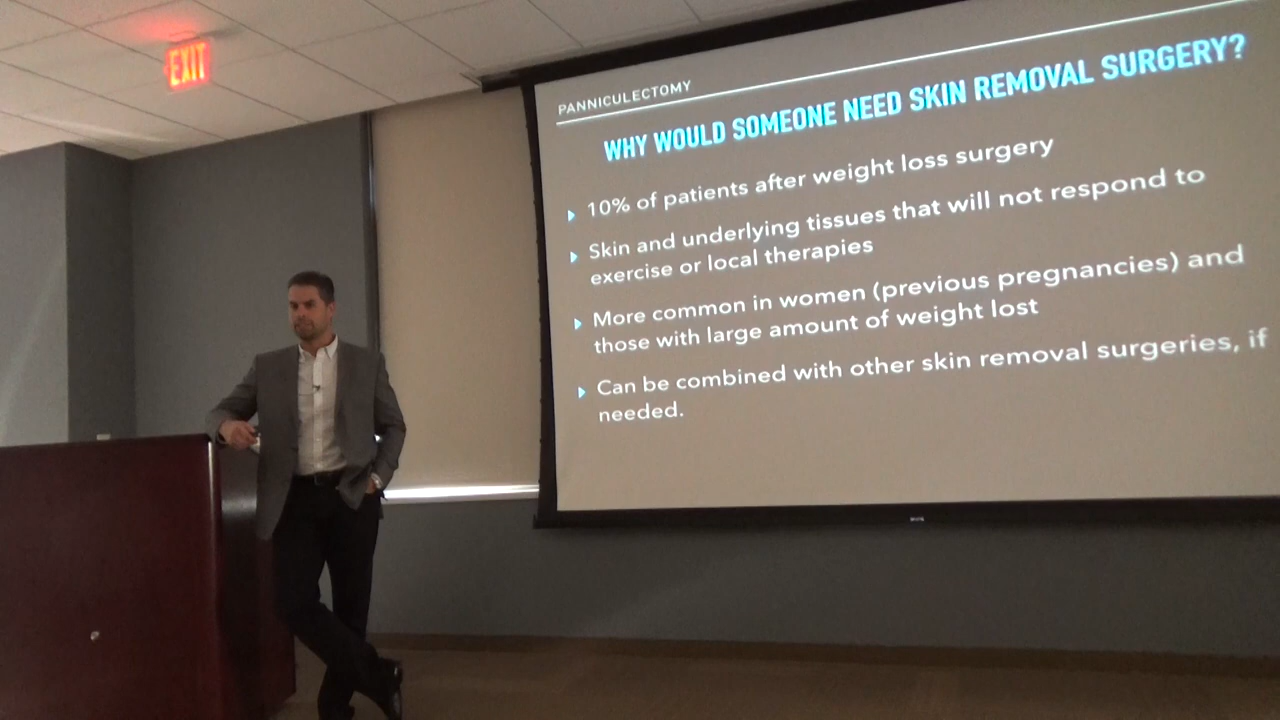 EXIT
PANNICULECTOMY
WHY WOULD SOMEONE NEED SKIN REMOVAL SURGERY?
10% of patients after weight loss surgery
Skin and underlying tissues that will not respond to
exercise or local therapies
More common in women (previous pregnancies) and
those with large amount of weight lost
Can be combined with other skin removal surgeries, if
needed.